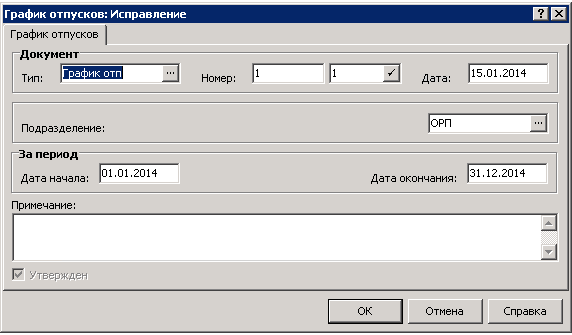 График отпусков: Исправление
График отпусков
Документ
Тип: График отп ... Номер: 1 1 Дата: 15.01.2014
Подразделение: ОРП ...
За период
Дата начала: 01.01.2014 Дата окончания: 31.12.2014
Примечание:
Утвержден
ОК Отмена Справка